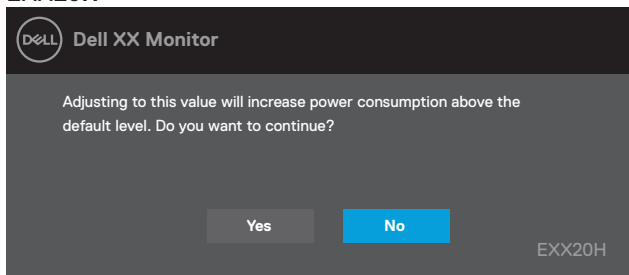 DELL Dell XX Monitor
Adjusting to this value will increase power consumption above the
default level. Do you want to continue?
Yes No
EXX20H